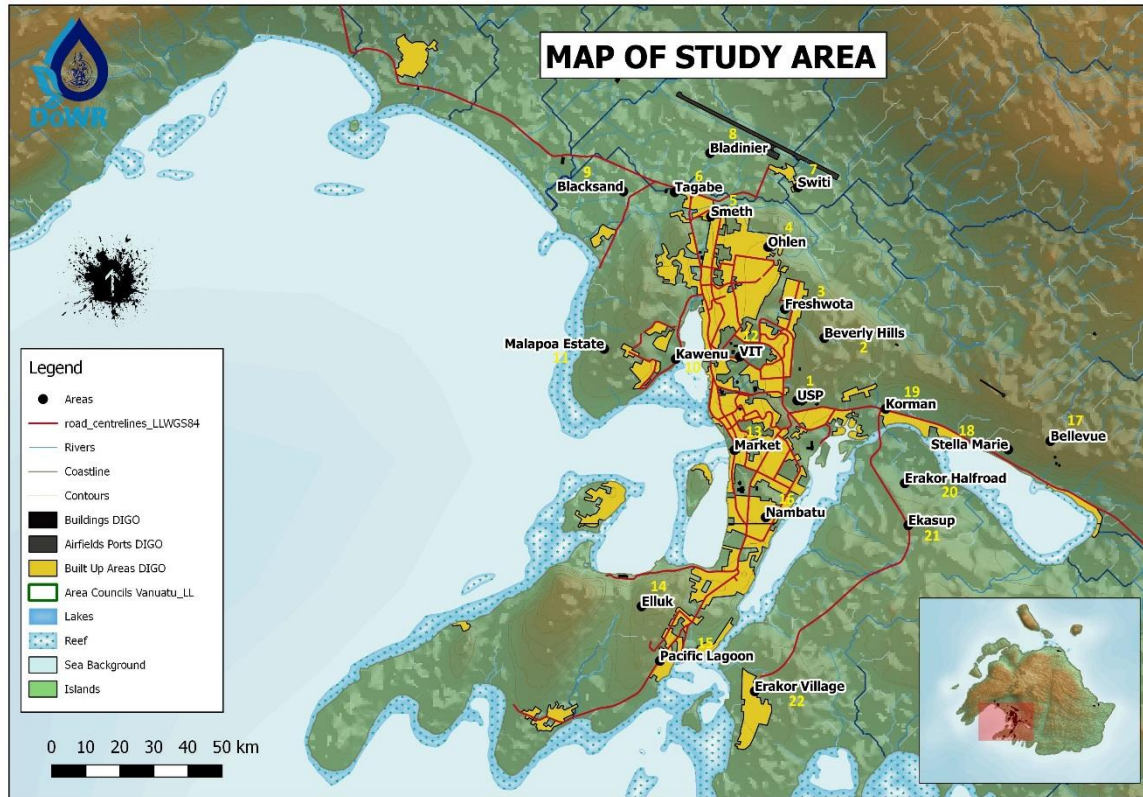 MAP OF STUDY AREA
DoWR
8
Bladinier
7
Switi
9
Blacksand
6
Tagabe
5
Smeth
4
Ohlen
3
Freshwota
Beverly Hills
2
12
VIT
Malapoa Estate
11
Kawenu
10
1
USP
19
Korman
13
Market
18
Stella Marie
17
Bellevue
Erakor Halfroad
20
16
Nambatu
Ekasup
21
14
Elluk
15
Pacific Lagoon
Erakor Village
22
Legend
Areas
road_centrelines_LLWGS84
Rivers
Coastline
Contours
Buildings DIGO
Airfields Ports DIGO
Built Up Areas DIGO
Area Councils Vanuatu_LL
Lakes
Reef
Sea Background
Islands
0 10 20 30 40 50 km